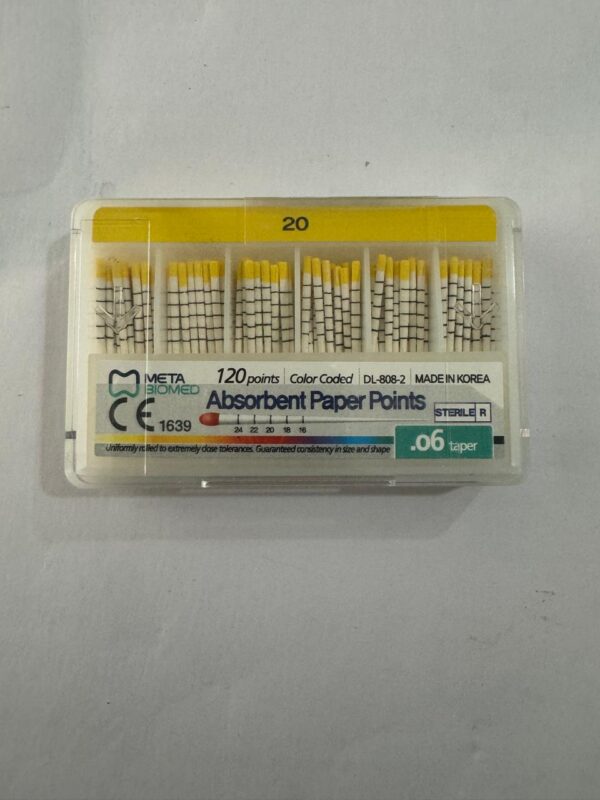 20
META BIOMED
120 points | Color Coded | DL-808-2 | MADE IN KOREA
Absorbent Paper Points
CE 1639
STERILE R
24 22 20 18 16
.06 taper
Uniformly rolled to extremely close tolerances. Guaranteed consistency in size and shape